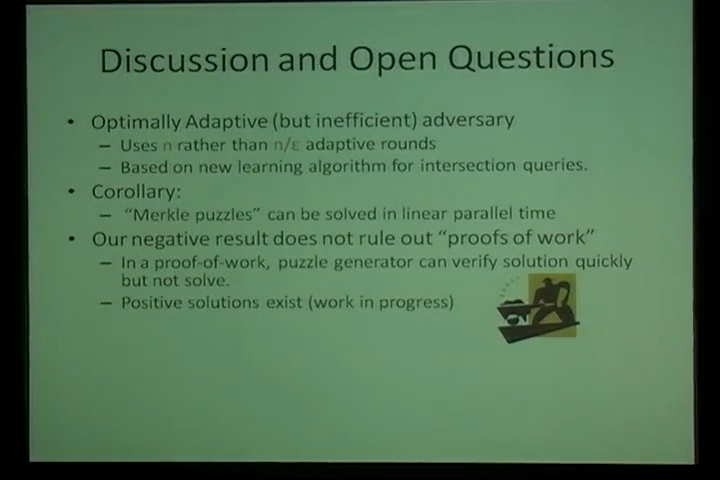 Discussion and Open Questions
• Optimally Adaptive (but inefficient) adversary
– Uses n rather than n/ε adaptive rounds
– Based on new learning algorithm for intersection queries.
• Corollary:
– "Merkle puzzles" can be solved in linear parallel time
• Our negative result does not rule out "proofs of work"
– In a proof-of-work, puzzle generator can verify solution quickly
but not solve.
– Positive solutions exist (work in progress)